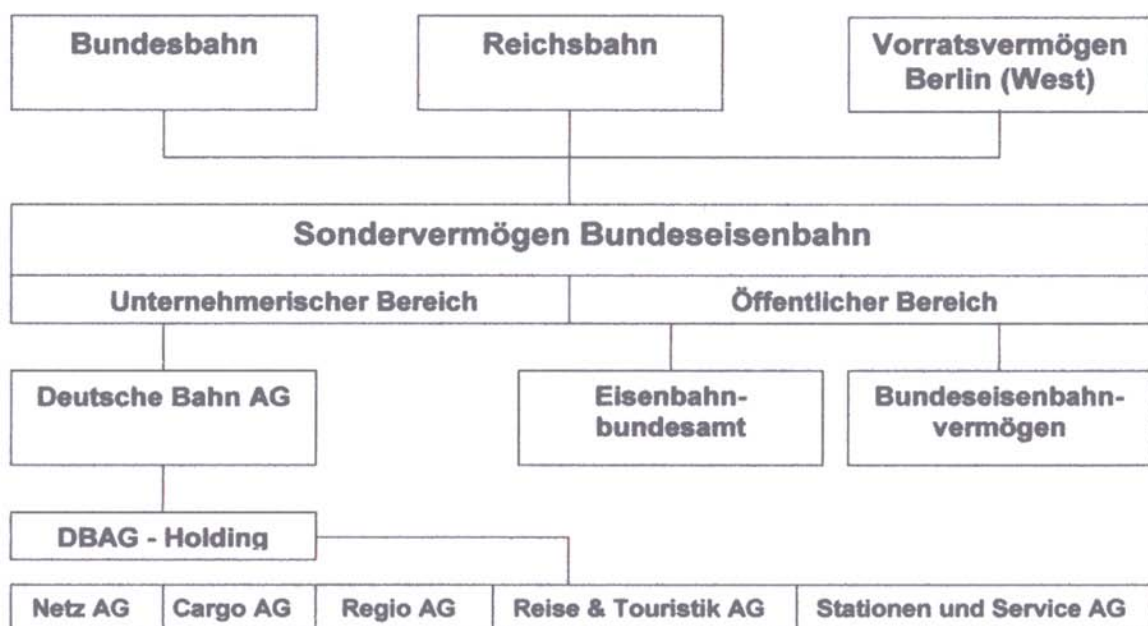 Bundesbahn
Reichsbahn
Vorratsvermögen
Berlin (West)
Sondervermögen Bundeseisenbahn
Unternehmerischer Bereich
Öffentlicher Bereich
Deutsche Bahn AG
Eisenbahn-
bundesamt
Bundeseisenbahn-
vermögen
DBAG - Holding
Netz AG
Cargo AG
Regio AG
Reise & Touristik AG
Stationen und Service AG